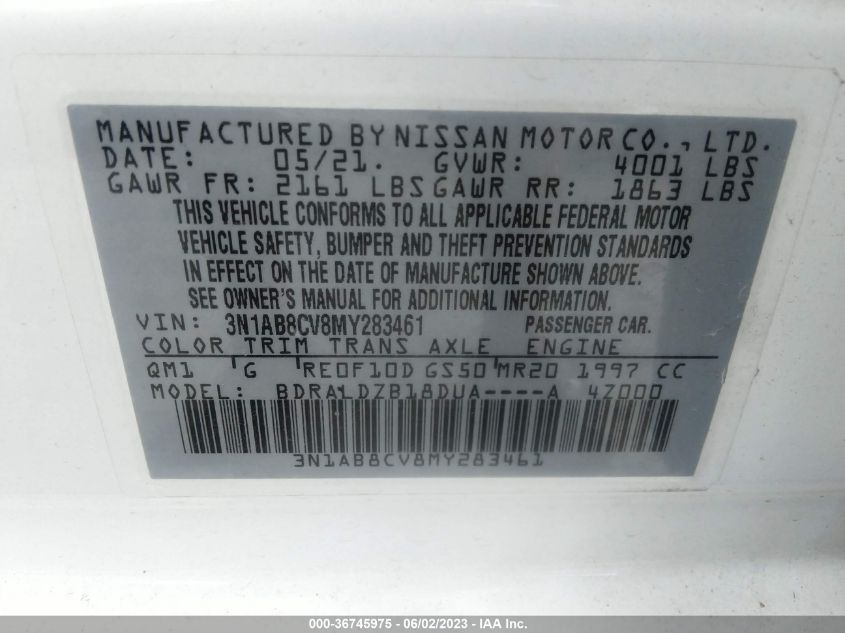 MANUFACTURED BY NISSAN MOTOR CO., LTD.
DATE: 05/21. GVWR: 4001 LBS
GAWR FR: 2161 LBS GAWR RR: 1863 LBS
THIS VEHICLE CONFORMS TO ALL APPLICABLE FEDERAL MOTOR
VEHICLE SAFETY, BUMPER AND THEFT PREVENTION STANDARDS
IN EFFECT ON THE DATE OF MANUFACTURE SHOWN ABOVE.
SEE OWNER'S MANUAL FOR ADDITIONAL INFORMATION
VIN: 3N1AB8CV8MY283461 PASSENGER CAR.
COLOR TRIM TRANS AXLE ENGINE
QM1 G RE0F10D GS50 MR20 1997 CC
MODEL: BDRALDZB18DUA----A 4Z000
3N1AB8CV8MY283461
000-36745975 - 06/02/2023 - IAA Inc.